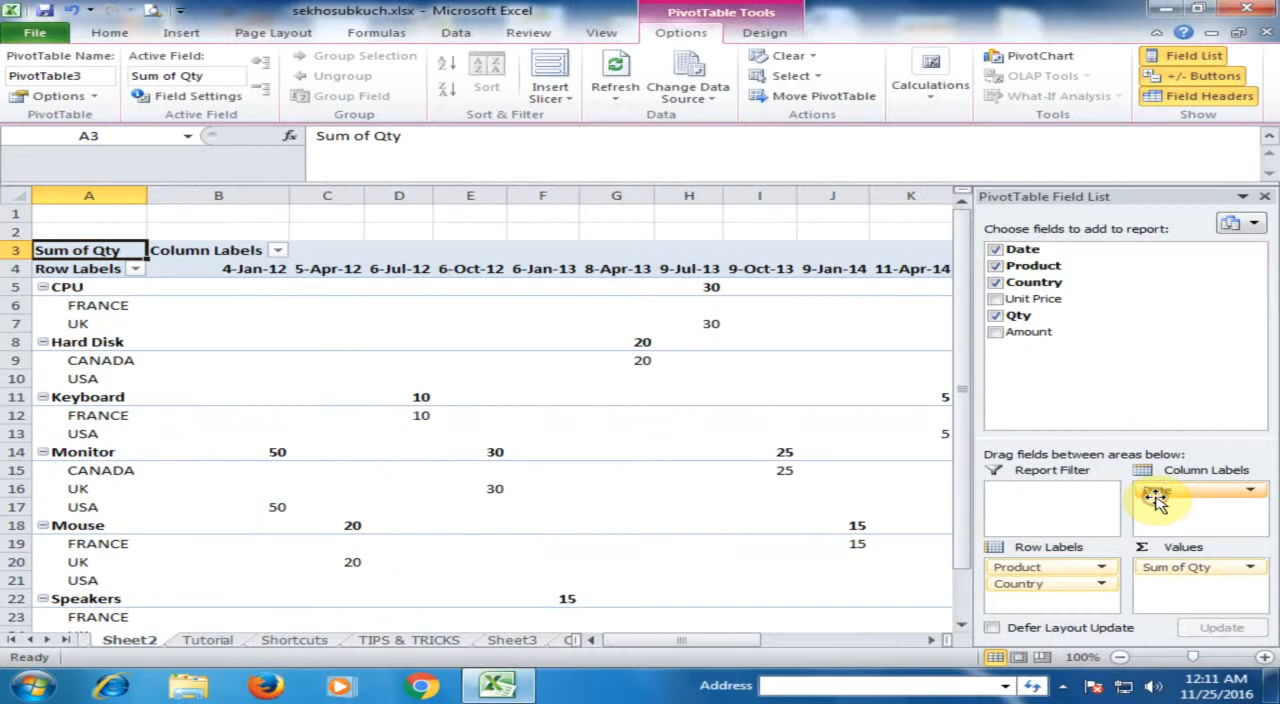 sekhosubkuch.xlsx - Microsoft Excel
PivotTable Tools
File Home Insert Page Layout Formulas Data Review View Options Design
PivotTable Name:
PivotTable3
Options
PivotTable
Active Field:
Sum of Qty
Field Settings
Active Field
Group Selection
Ungroup
Group Field
Group
Sort
Insert Slicer
Sort & Filter
Refresh
Change Data Source
Data
Clear
Select
Move PivotTable
Actions
Calculations
PivotChart
OLAP Tools
What-If Analysis
Tools
Field List
+/- Buttons
Field Headers
Show
A3 fx Sum of Qty
A B C D E F G H I J K
1
2
3 Sum of Qty Column Labels
4 Row Labels 4-Jan-12 5-Apr-12 6-Jul-12 6-Oct-12 6-Jan-13 8-Apr-13 9-Jul-13 9-Oct-13 9-Jan-14 11-Apr-14
5 CPU 30
6 FRANCE
7 UK 30
8 Hard Disk 20
9 CANADA 20
10 USA
11 Keyboard 10 5
12 FRANCE 10
13 USA 5
14 Monitor 50 30 25
15 CANADA 25
16 UK 30
17 USA 50
18 Mouse 20 15
19 FRANCE 15
20 UK 20
21 USA
22 Speakers 15
23 FRANCE
Sheet2 Tutorial Shortcuts TIPS & TRICKS Sheet3
Ready
100%
PivotTable Field List
Choose fields to add to report:
Date
Product
Country
Unit Price
Qty
Amount
Drag fields between areas below:
Report Filter
Column Labels
Row Labels
Product
Country
Σ Values
Sum of Qty
Defer Layout Update
Update
Address
12:11 AM
11/25/2016